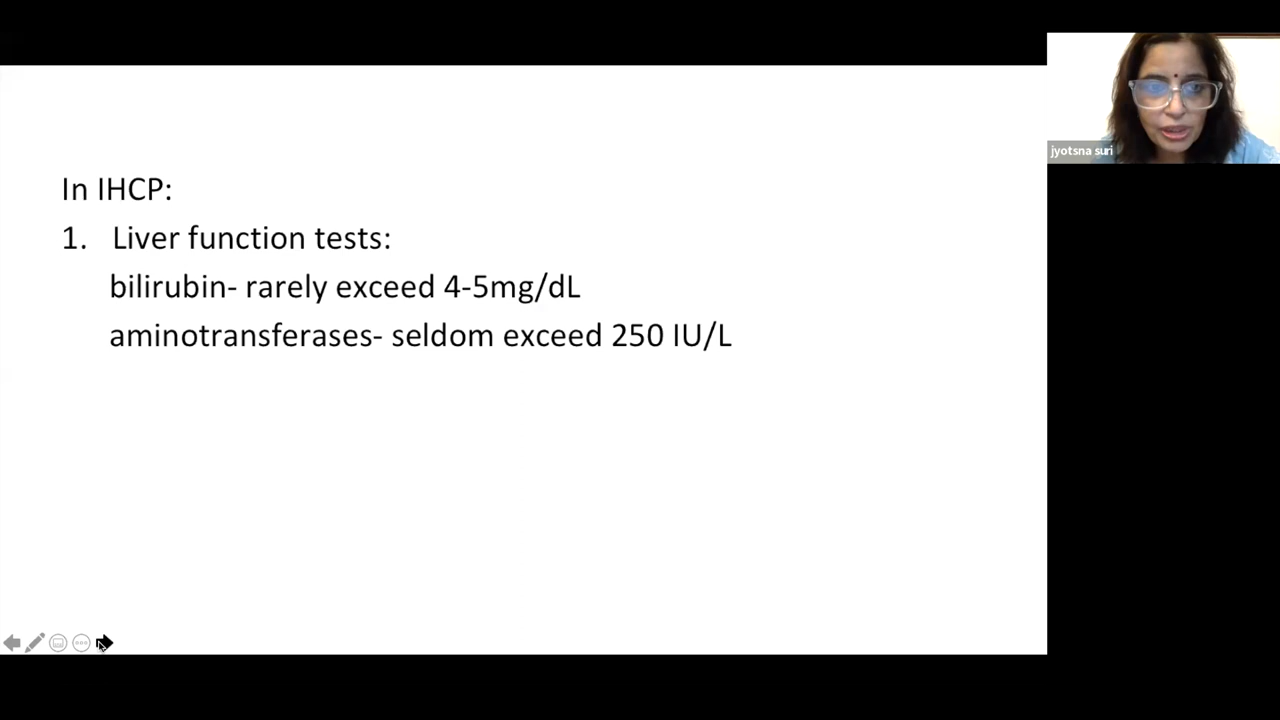 In IHCP:
1. Liver function tests:
bilirubin- rarely exceed 4-5mg/dL
aminotransferases- seldom exceed 250 IU/L
jyotsna suri